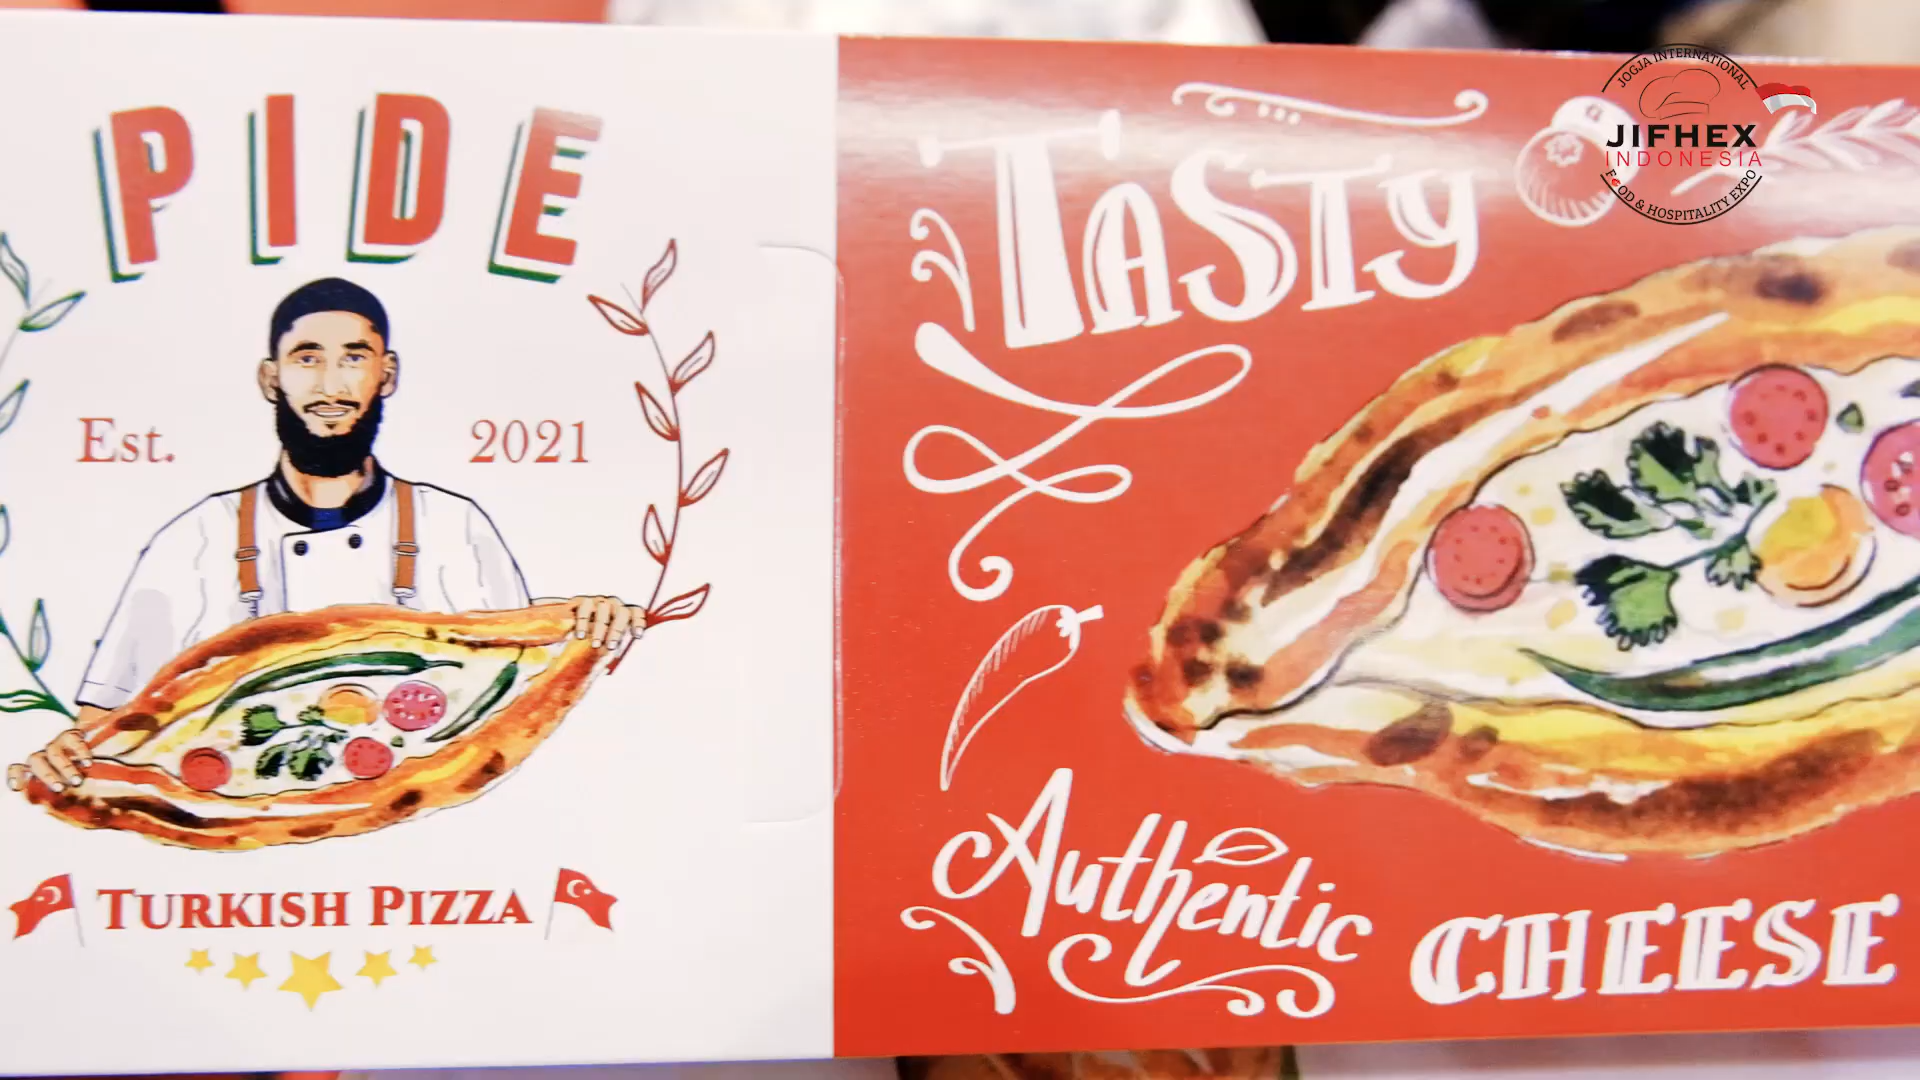 PIDE
Est. 2021
TURKISH PIZZA
TASTY
Authentic
CHEESE
JOGJA INTERNATIONAL
JIFHEX
INDONESIA
FOOD & HOSPITALITY EXPO